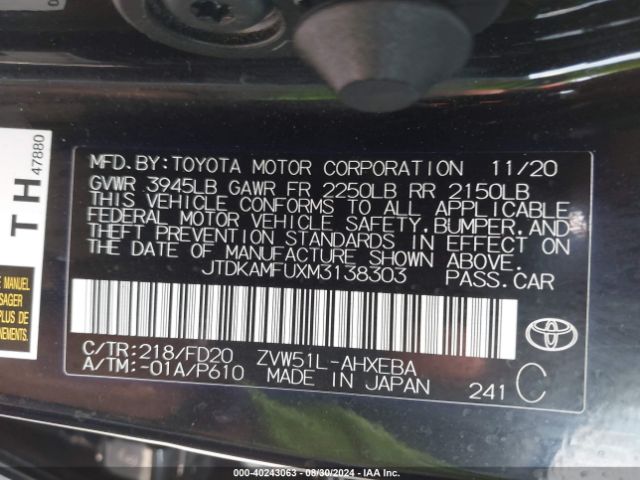 MFD.BY:TOYOTA MOTOR CORPORATION 11/20
GVWR 3945LB GAWR FR 2250LB RR 2150LB
THIS VEHICLE CONFORMS TO ALL APPLICABLE
FEDERAL MOTOR VEHICLE SAFETY,BUMPER,AND
THEFT PREVENTION STANDARDS IN EFFECT ON
THE DATE OF MANUFACTURE SHOWN ABOVE.
JTDKAMFUXM3138303 PASS.CAR
C/TR:218/FD20 ZVW51L-AHXEBA
A/TM:-01A/P610 MADE IN JAPAN 241 C
TH
47880
E MANUEL
SAGER
000-40243063 - 08/30/2024 - IAA Inc.